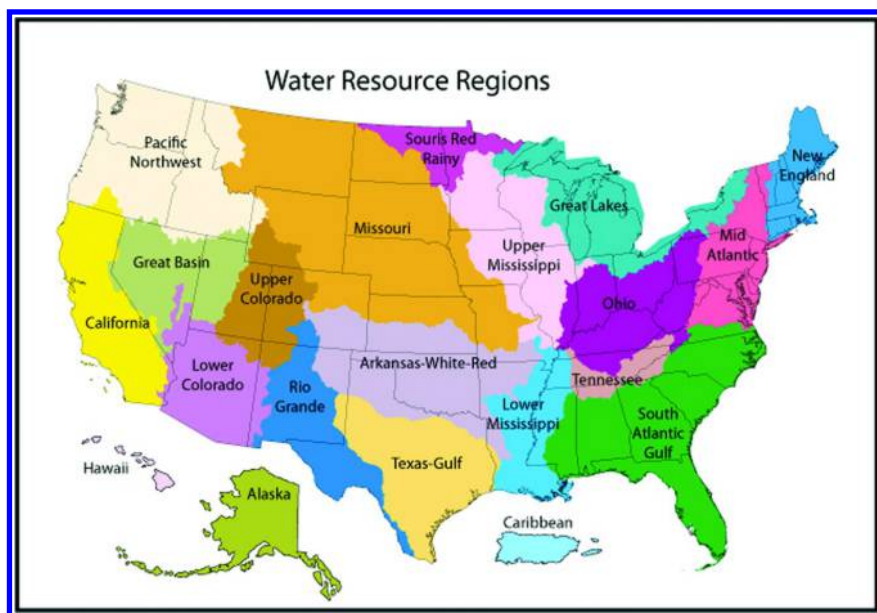 Water Resource Regions
Pacific
Northwest
Souris Red
Rainy
New
England
Great Lakes
Missouri
Mid
Atlantic
Upper
Mississippi
Great Basin
Upper
Colorado
Ohio
California
Lower
Colorado
Arkansas-White-Red
Tennessee
Rio
Grande
Lower
Mississippi
South
Atlantic
Gulf
Texas-Gulf
Hawaii
Alaska
Caribbean